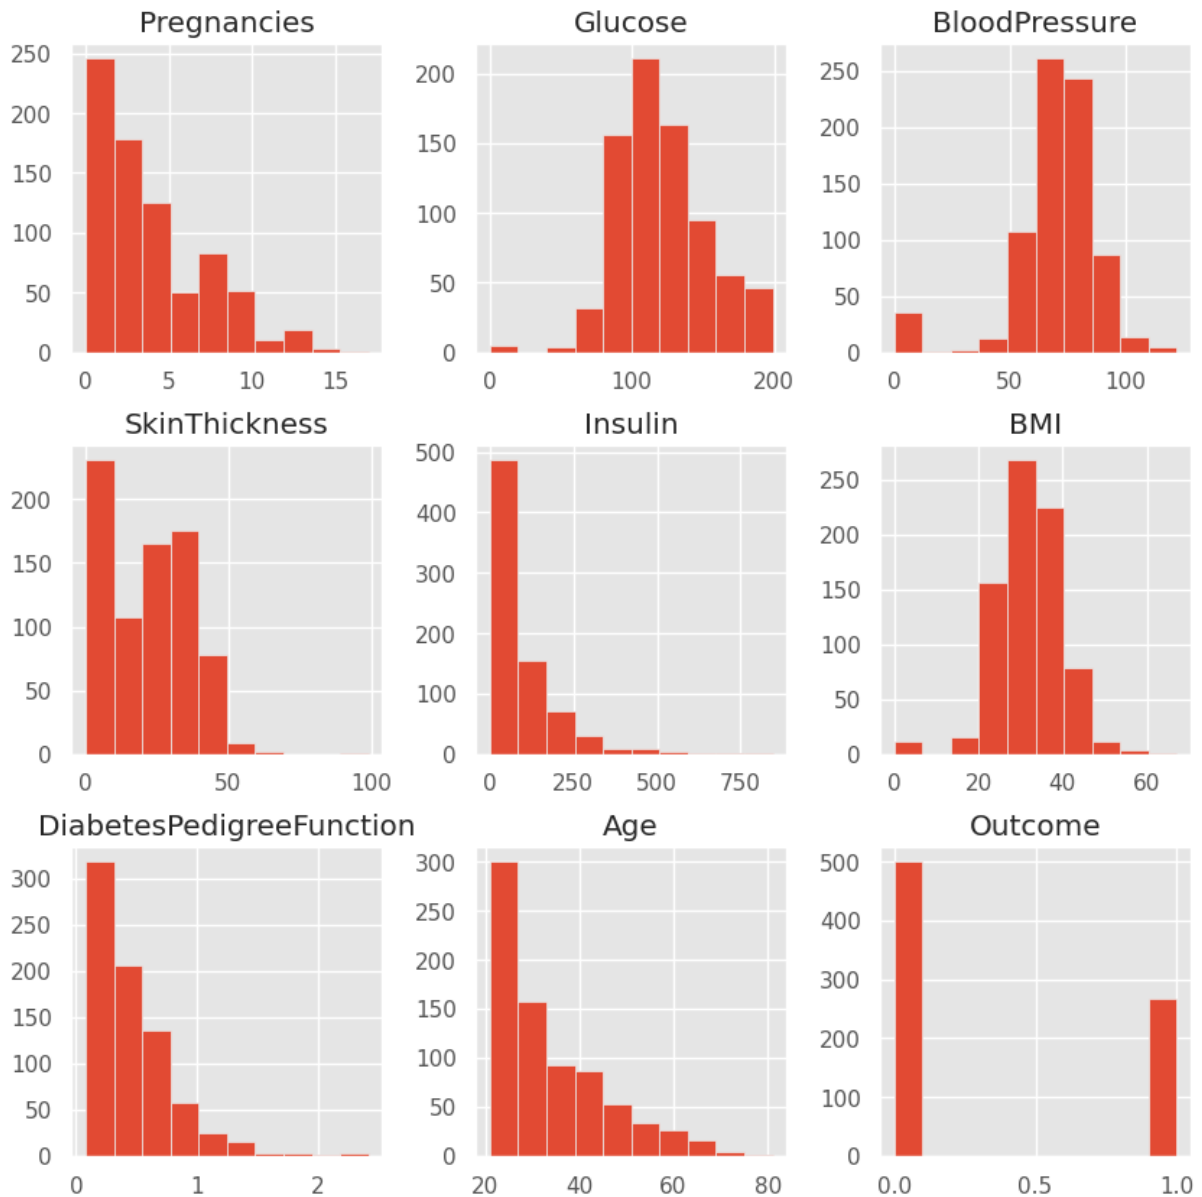 Pregnancies Glucose BloodPressure
250 200 250
200 150 200
150 100 150
100 50 100
50 0 50
0 0
0 5 10 15 0 100 200 0 50 100
SkinThickness Insulin BMI
200 500 250
150 400 200
100 300 150
50 200 100
0 100 50
0 0
0 50 100 0 250 500 750 0 20 40 60
DiabetesPedigreeFunction Age Outcome
300 300 500
250 250 400
200 200 300
150 150 200
100 100 100
50 50 0
0 0
0 1 2 20 40 60 80 0.0 0.5 1.0